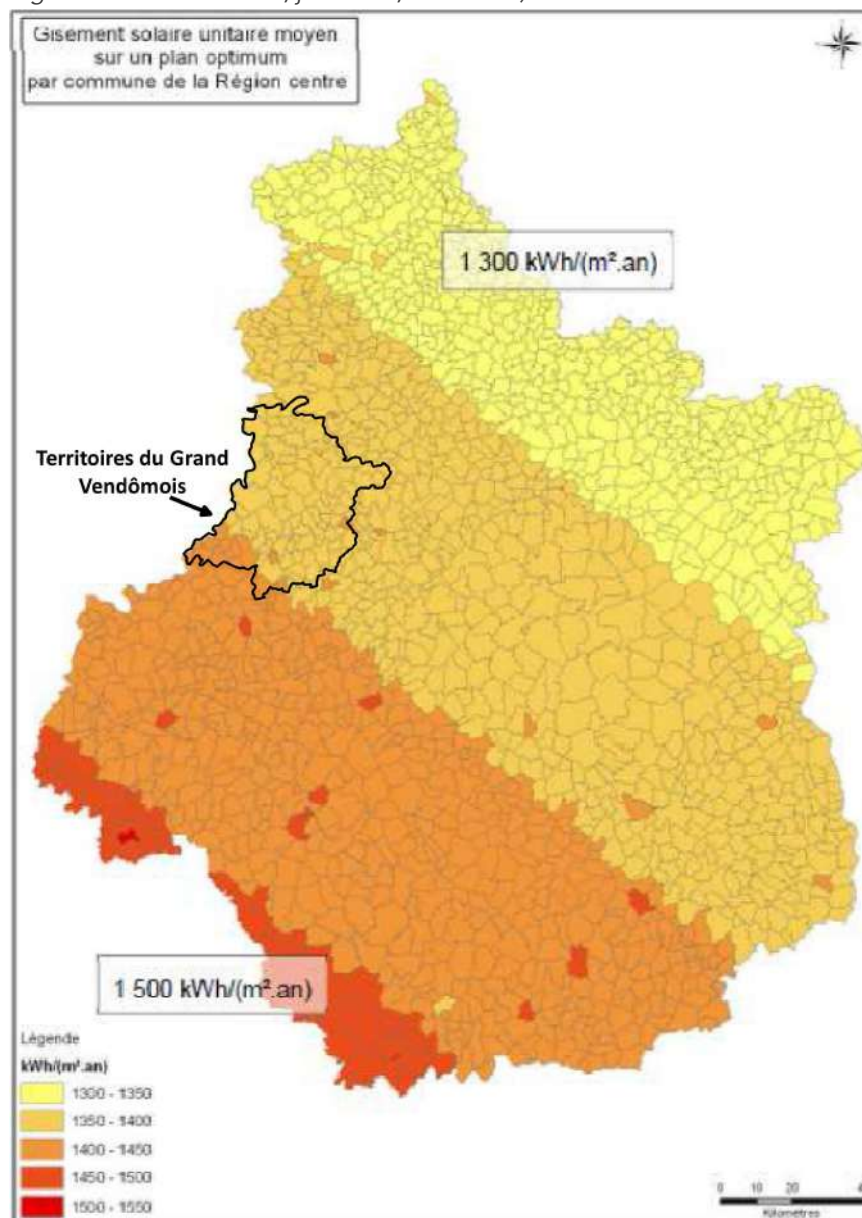 Gisement solaire unitaire moyen
sur un plan optimum
par commune de la Région centre
1 300 kWh/(m².an)
Territoires du Grand
Vendômois
1 500 kWh/(m².an)
Légende
kWh/(m².an)
1300 - 1350
1350 - 1400
1400 - 1450
1450 - 1500
1500 - 1550
0 10 20
Kilomètres